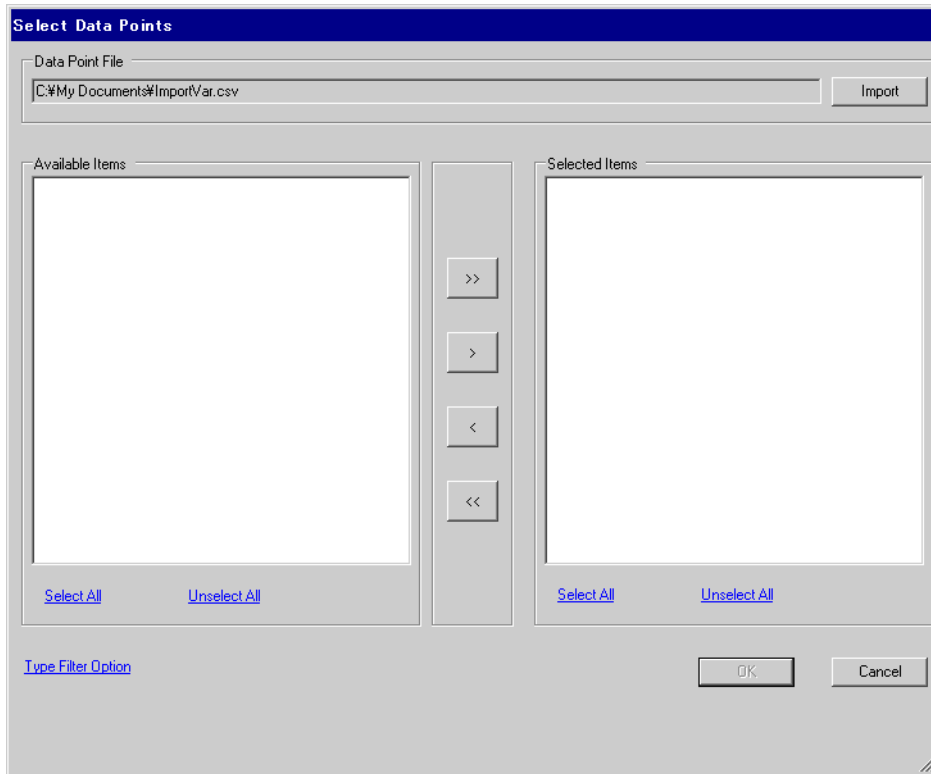 Select Data Points
Data Point File
C:¥My Documents¥ImportVar.csv
Import
Available Items
Selected Items
>>
>
<
<<
Select All
Unselect All
Select All
Unselect All
Type Filter Option
OK
Cancel